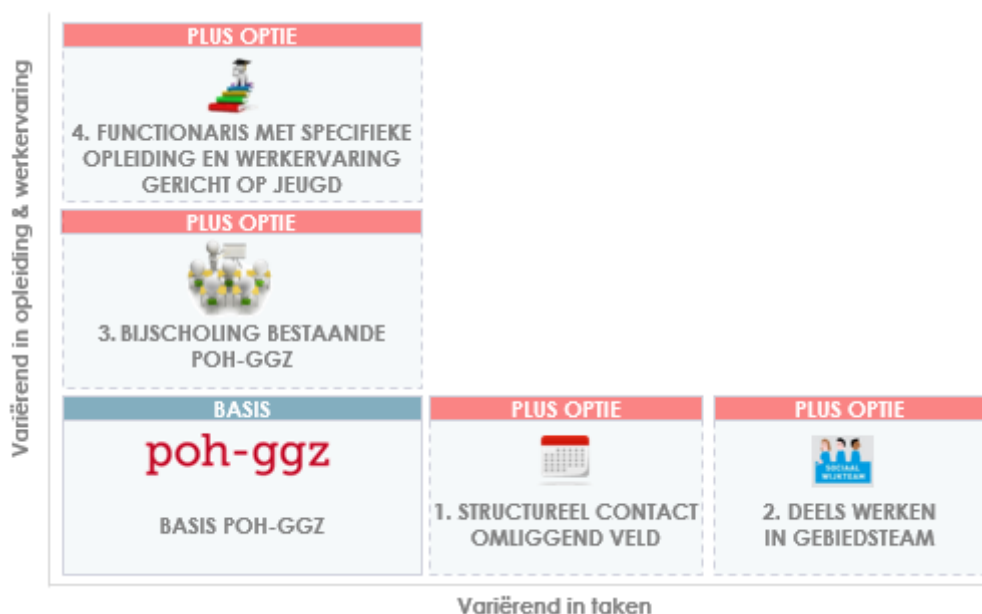 Variërend in opleiding & werkervaring
PLUS OPTIE
4. FUNCTIONARIS MET SPECIFIEKE
OPLEIDING EN WERKERVARING
GERICHT OP JEUGD
PLUS OPTIE
3. BIJSCHOLING BESTAANDE
POH-GGZ
BASIS
poh-ggz
BASIS POH-GGZ
PLUS OPTIE
1. STRUCTUREEL CONTACT
OMLIGGEND VELD
PLUS OPTIE
SOCIAAL
WIJKTEAM
2. DEELS WERKEN
IN GEBIEDSTEAM
Variërend in taken